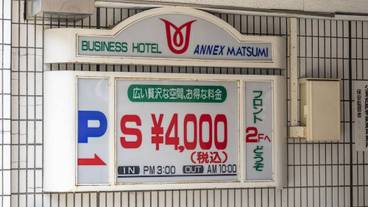 BUSINESS HOTEL ANNEX MATSUMI
広い贅沢な空間、お得な料金
P
S ¥4,000
(税込)
IN PM 3:00 OUT AM 10:00
フロント
2Fへ
どうぞ